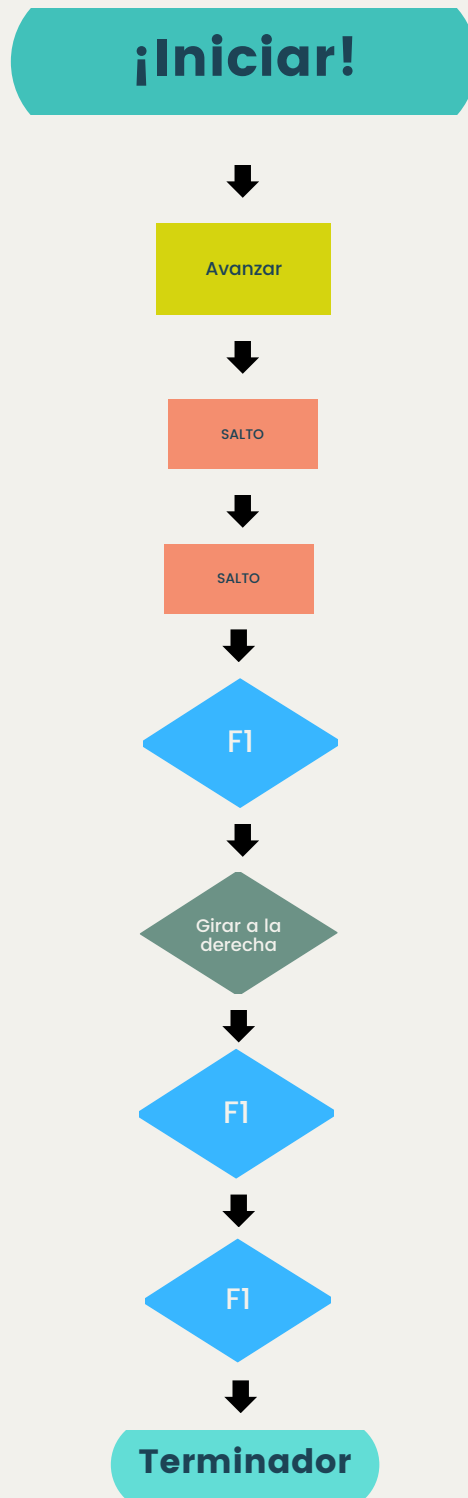 ¡Iniciar!
Avanzar
SALTO
SALTO
F1
Girar a la
derecha
F1
F1
Terminador